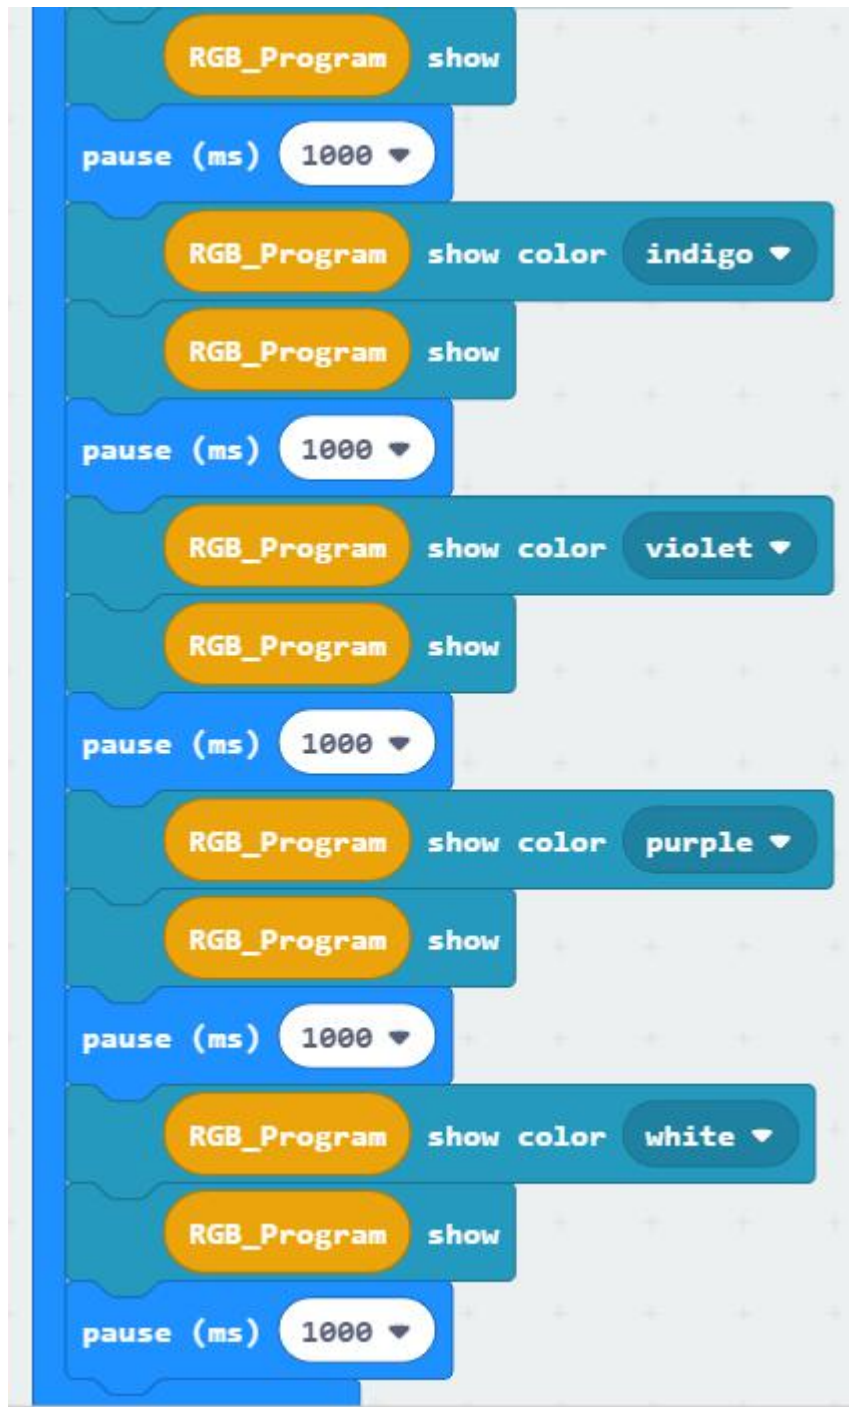 RGB_Program show
pause (ms) 1000
RGB_Program show color indigo
RGB_Program show
pause (ms) 1000
RGB_Program show color violet
RGB_Program show
pause (ms) 1000
RGB_Program show color purple
RGB_Program show
pause (ms) 1000
RGB_Program show color white
RGB_Program show
pause (ms) 1000